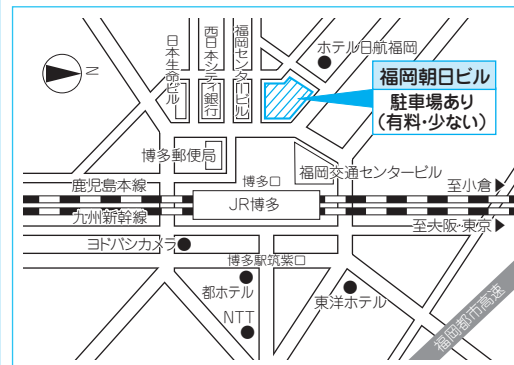 日本生命ビル
西日本シティ銀行
福岡センタービル
ホテル日航福岡
N
福岡朝日ビル
駐車場あり
(有料・少ない)
博多郵便局
福岡交通センタービル
博多口
鹿児島本線
至小倉
JR博多
九州新幹線
至大阪・東京
ヨドバシカメラ
博多駅筑紫口
都ホテル
東洋ホテル
NTT
福岡都市高速